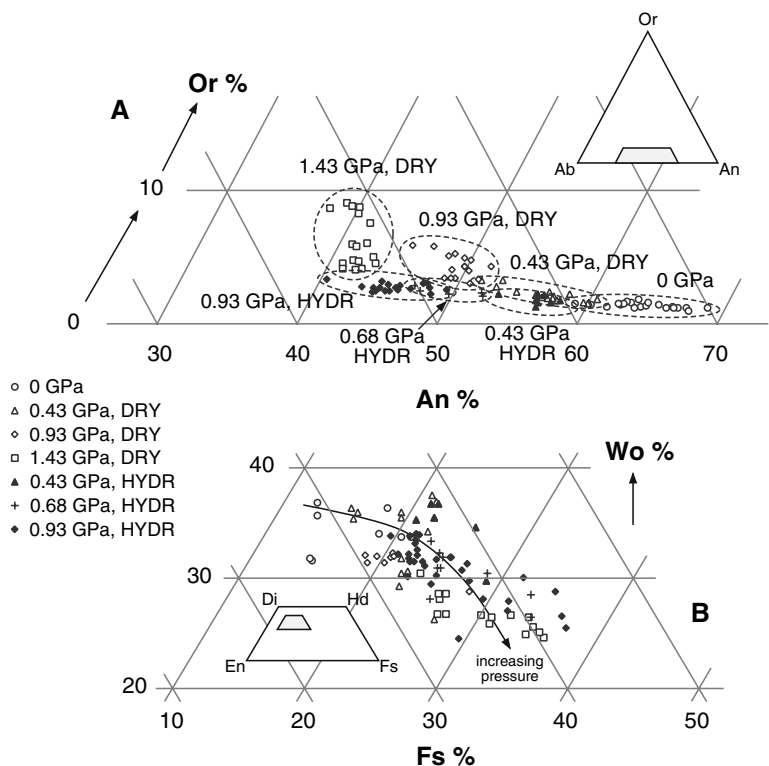 A
Or %
Or
Ab
An
10
0
1.43 GPa, DRY
0.93 GPa, DRY
0.43 GPa, DRY
0 GPa
0.93 GPa, HYDR
0.68 GPa
HYDR
0.43 GPa
HYDR
30
40
50
60
70
An %
0 GPa
0.43 GPa, DRY
0.93 GPa, DRY
1.43 GPa, DRY
0.43 GPa, HYDR
0.68 GPa, HYDR
0.93 GPa, HYDR
Wo %
40
30
20
Di
Hd
En
Fs
B
increasing
pressure
10
20
30
40
50
Fs %